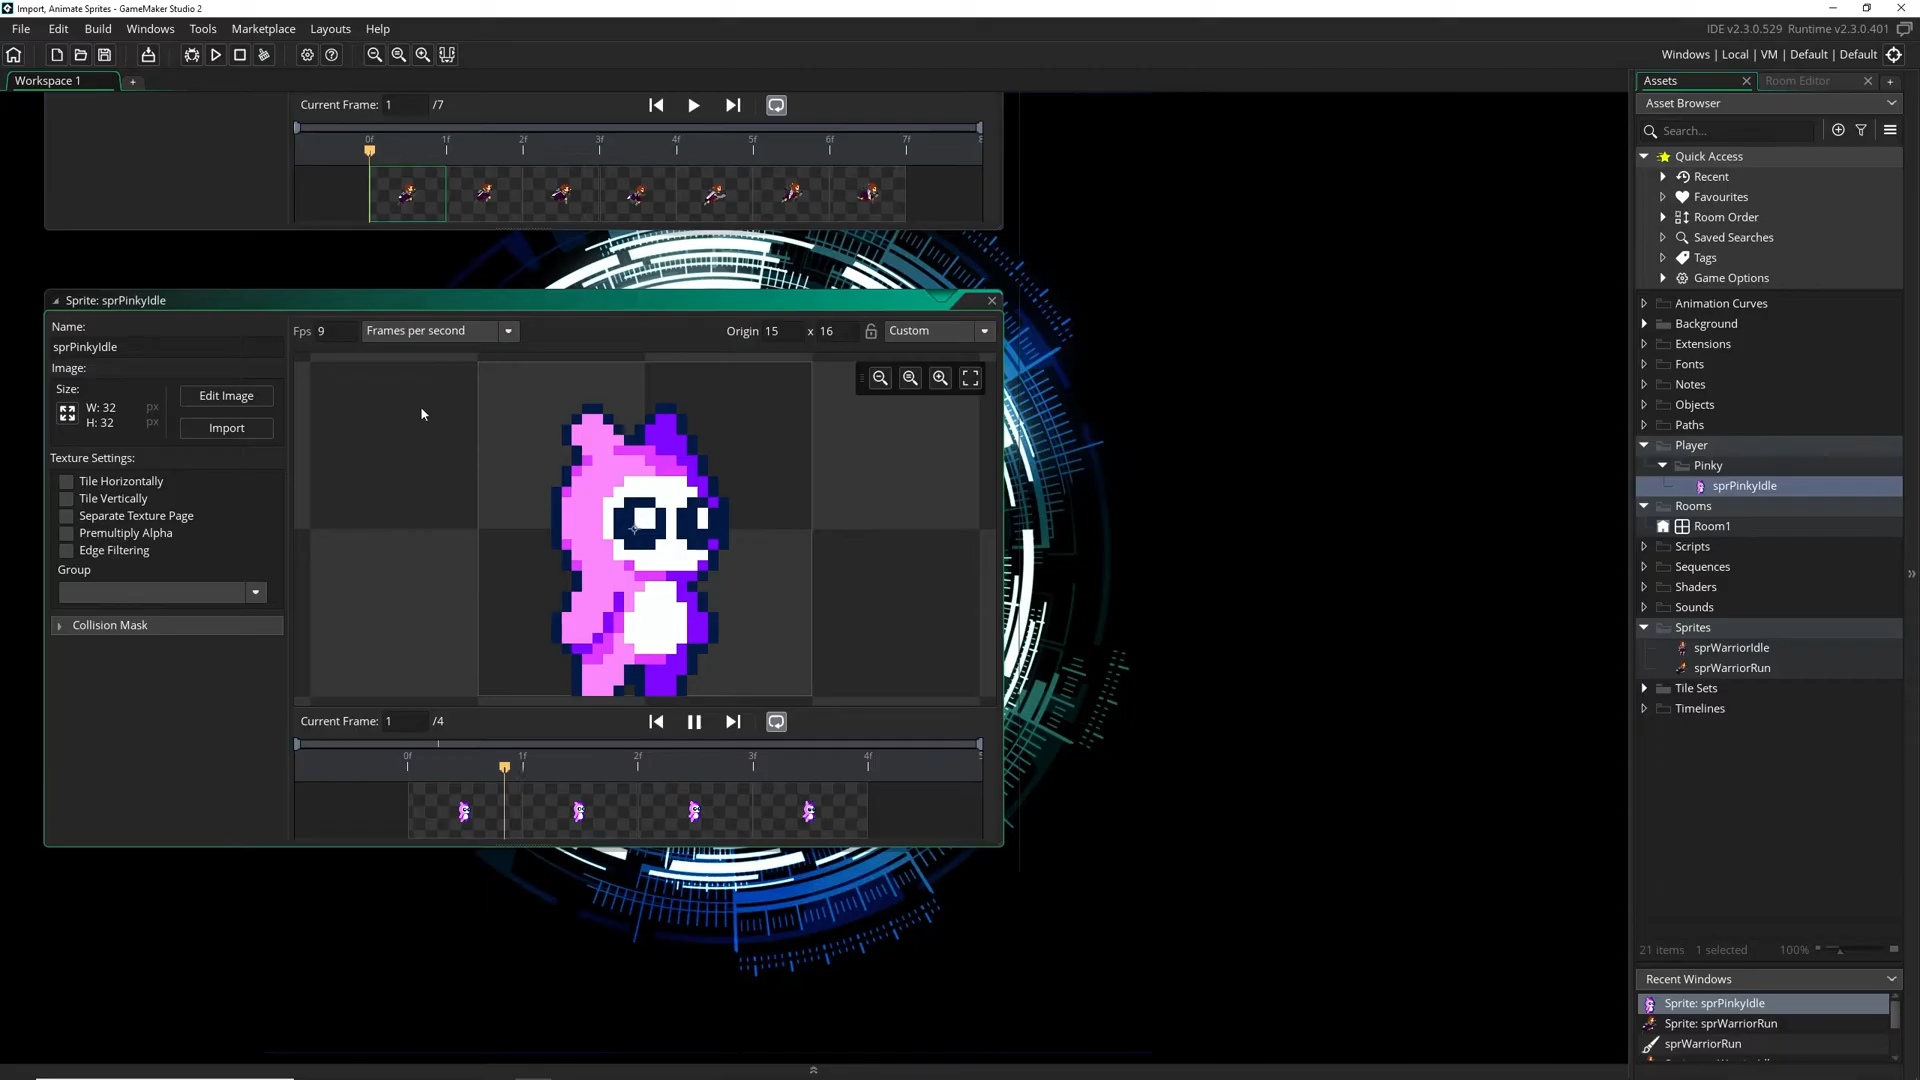 Import, Animate Sprites - GameMaker Studio 2
File Edit Build Windows Tools Marketplace Layouts Help
IDE v2.3.0.529 Runtime v2.3.0.401
Windows | Local | VM | Default | Default
Workspace 1
Current Frame: 1 /7
0f 1f 2f 3f 4f 5f 6f 7f 8
Sprite: sprPinkyIdle
Name:
sprPinkyIdle
Image:
Size:
W: 32 px
H: 32 px
Edit Image
Import
Texture Settings:
Tile Horizontally
Tile Vertically
Separate Texture Page
Premultiply Alpha
Edge Filtering
Group
Collision Mask
Fps 9 Frames per second
Origin 15 x 16 Custom
Current Frame: 1 /4
0f 1f 2f 3f 4f 5
Assets
Room Editor
Asset Browser
Search...
Quick Access
Recent
Favourites
Room Order
Saved Searches
Tags
Game Options
Animation Curves
Background
Extensions
Fonts
Notes
Objects
Paths
Player
Pinky
sprPinkyIdle
Rooms
Room1
Scripts
Sequences
Shaders
Sounds
Sprites
sprWarriorIdle
sprWarriorRun
Tile Sets
Timelines
21 items 1 selected 100%
Recent Windows
Sprite: sprPinkyIdle
Sprite: sprWarriorRun
sprWarriorRun